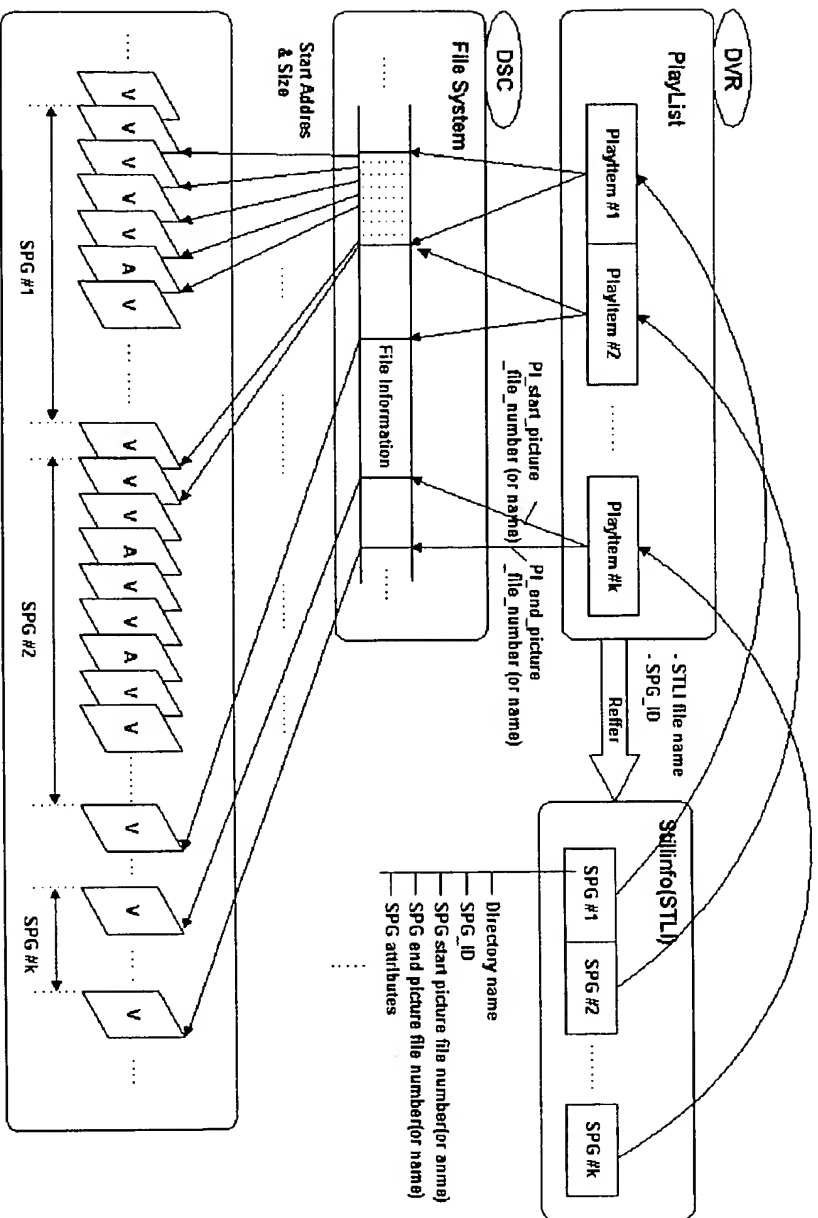 DVR
PlayList
PlayItem #1
PlayItem #2
........
PlayItem #k
- STLI file name
- SPG_ID
Reffer
Stillinfo(STLI)
SPG #1
SPG #2
......
SPG #k
Directory name
SPG_ID
SPG start picture file number(or anme)
SPG end picture file number(or name)
SPG attributes
......
PI_start_picture
_file_number (or name)
PI_end_picture
_file_number (or name)
DSC
File System
......
File Information
......
Start Addres
& Size
......
V
V
V
V
V
A
V
......
V
V
V
A
V
V
A
V
V
......
V
......
V
......
V
......
SPG #1
SPG #2
SPG #k